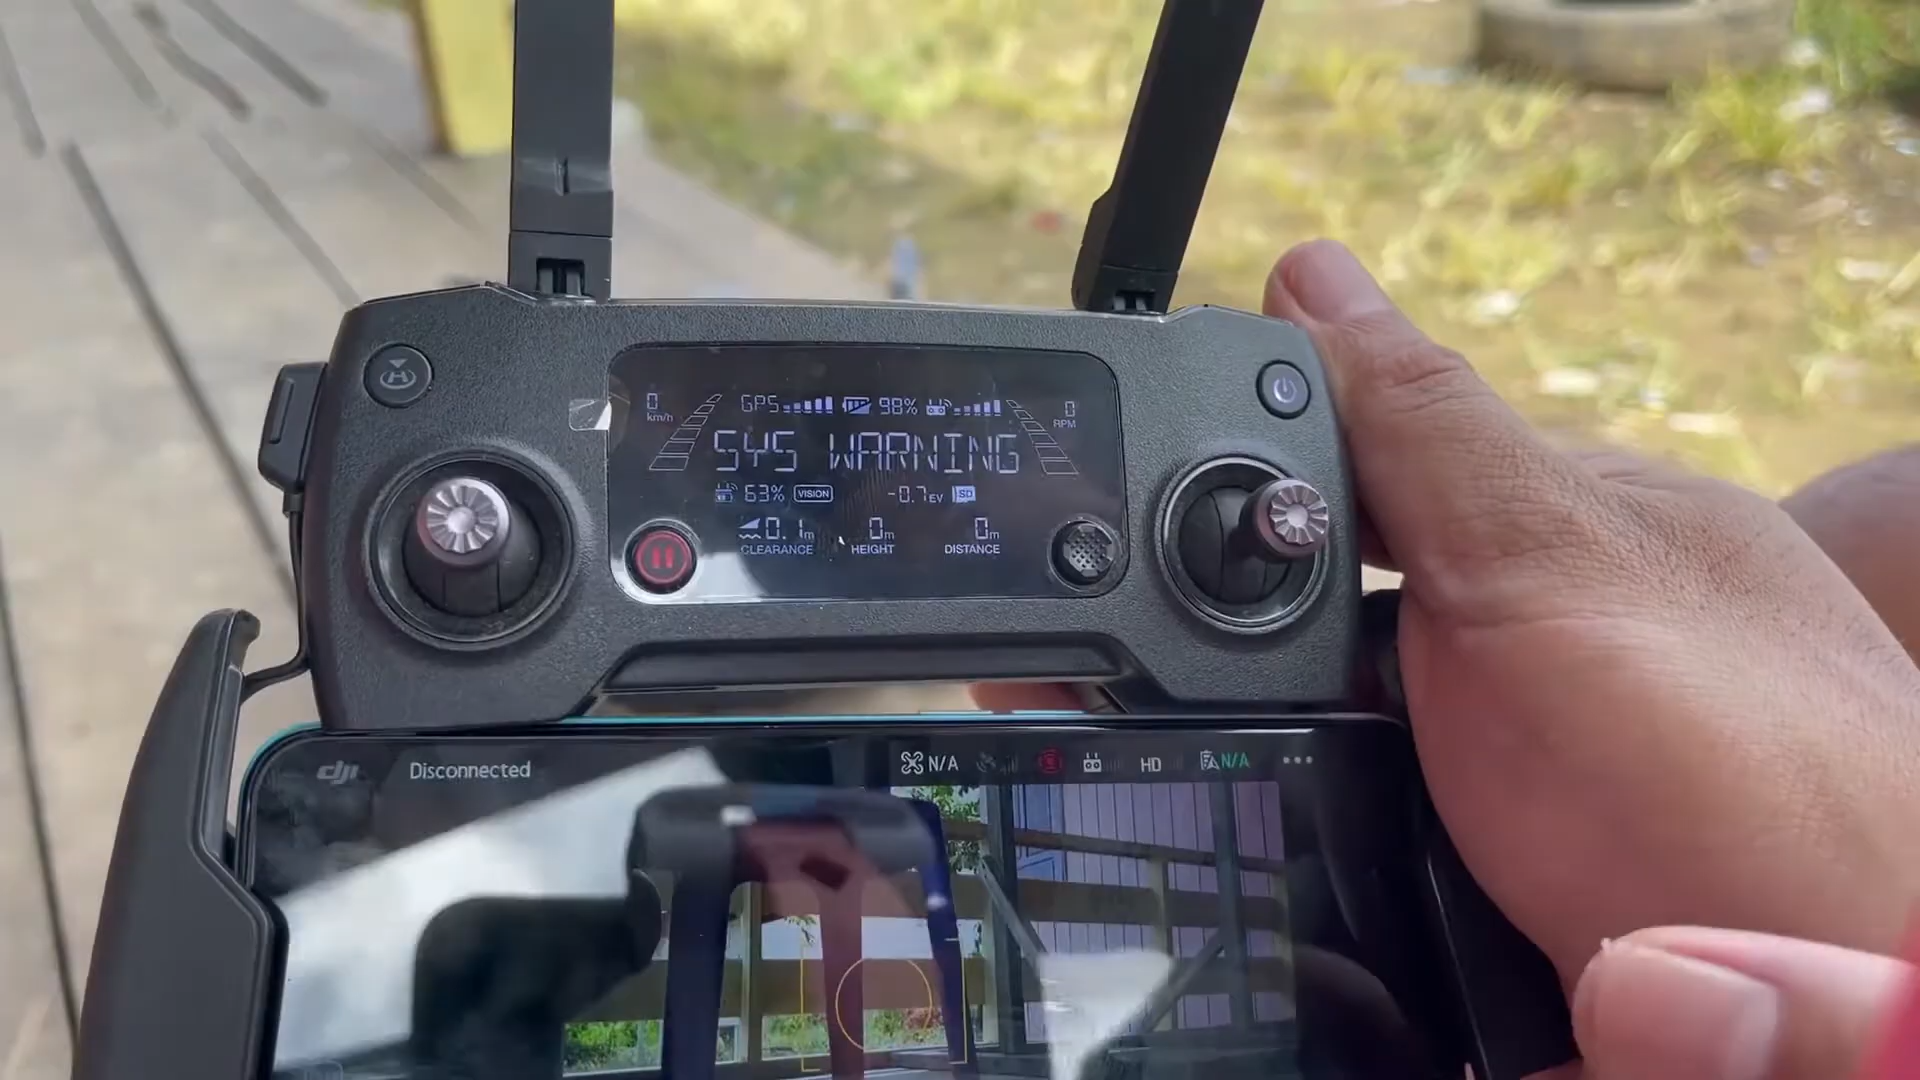 0 km/h GPS 98% 0 RPM
SYS WARNING
63% VISION -0.7EV SD
0.1m 0m 0m
CLEARANCE HEIGHT DISTANCE
dji Disconnected N/A HD N/A